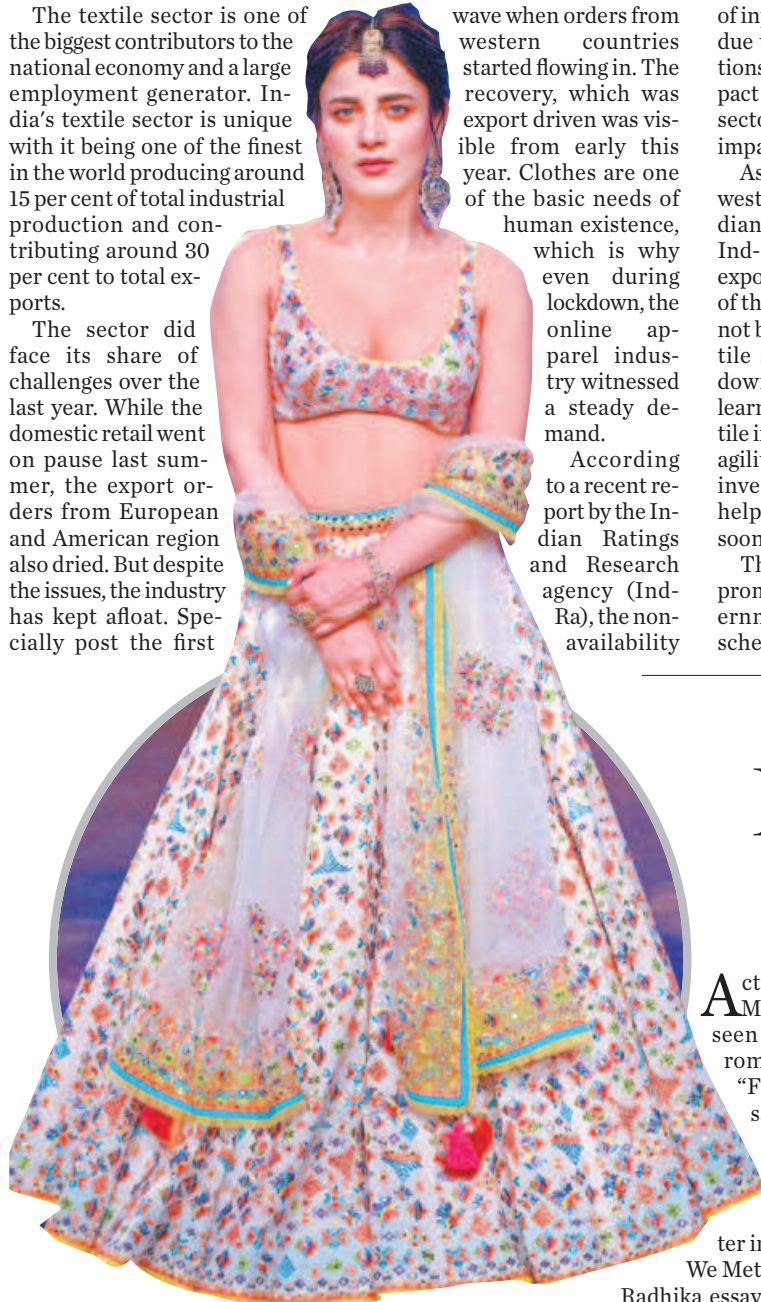 The textile sector is one of
the biggest contributors to the
national economy and a large
employment generator. In-
dia's textile sector is unique
with it being one of the finest
in the world producing around
15 per cent of total industrial
production and con-
tributing around 30
per cent to total ex-
ports.
The sector did
face its share of
challenges over the
last year. While the
domestic retail went
on pause last sum-
mer, the export or-
ders from European
and American region
also dried. But despite
the issues, the industry
has kept afloat. Spe-
cially post the first
wave when orders from
western countries
started flowing in. The
recovery, which was
export driven was vis-
ible from early this
year. Clothes are one
of the basic needs of
human existence,
which is why
even during
lockdown, the
online ap-
parel indus-
try witnessed
a steady de-
mand.
According
to a recent re-
port by the In-
dian Ratings
and Research
agency (Ind-
Ra), the non-
availability
of in
due
tions
pact
secto
impa
As
west
dian
Ind-
expo
of th
not b
tile
down
learn
tile i
agilit
inve
help
soon
Th
pron
ernn
sche
Act
M
seen
rom
"F
s
ter i
We Met
Radhika essay